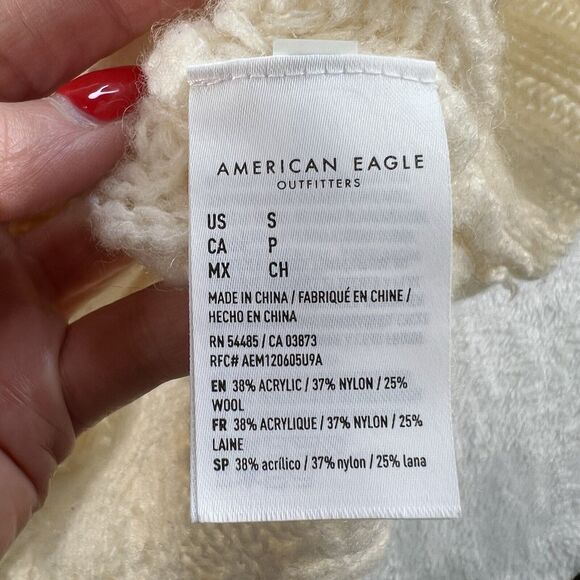 AMERICAN EAGLE
OUTFITTERS
US S
CA P
MX CH
MADE IN CHINA / FABRIQUÉ EN CHINE /
HECHO EN CHINA
RN 54485 / CA 03873
RFC# AEM120605U9A
EN 38% ACRYLIC / 37% NYLON / 25%
WOOL
FR 38% ACRYLIQUE / 37% NYLON / 25%
LAINE
SP 38% acrílico / 37% nylon / 25% lana